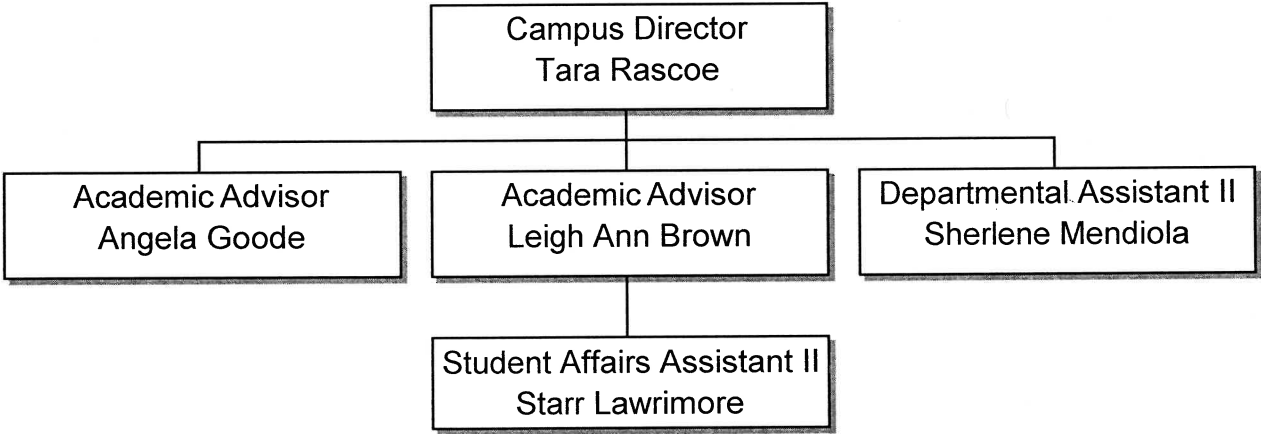 Campus Director
Tara Rascoe
Academic Advisor
Angela Goode
Academic Advisor
Leigh Ann Brown
Departmental Assistant II
Sherlene Mendiola
Student Affairs Assistant II
Starr Lawrimore